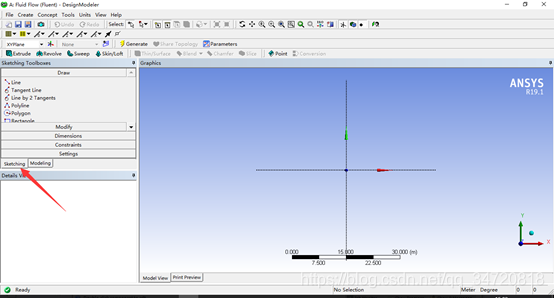 A: Fluid Flow (Fluent) - DesignModeler
File Create Concept Tools Units View Help
Undo Redo Select:
XYPlane None Generate Share Topology Parameters
Extrude Revolve Sweep Skin/Loft Thin/Surface Blend Chamfer Slice Point Conversion
Sketching Toolboxes
Draw
Line
Tangent Line
Line by 2 Tangents
Polyline
Polygon
Rectangle
Modify
Dimensions
Constraints
Settings
Sketching Modeling
Details Vi
Graphics
ANSYS
R19.1
0.000 15.000 30.000 (m)
7.500 22.500
Y
X
Model View Print Preview
https://blog.csdn.net/qq_34720818
Ready No Selection Meter Degree 0 0